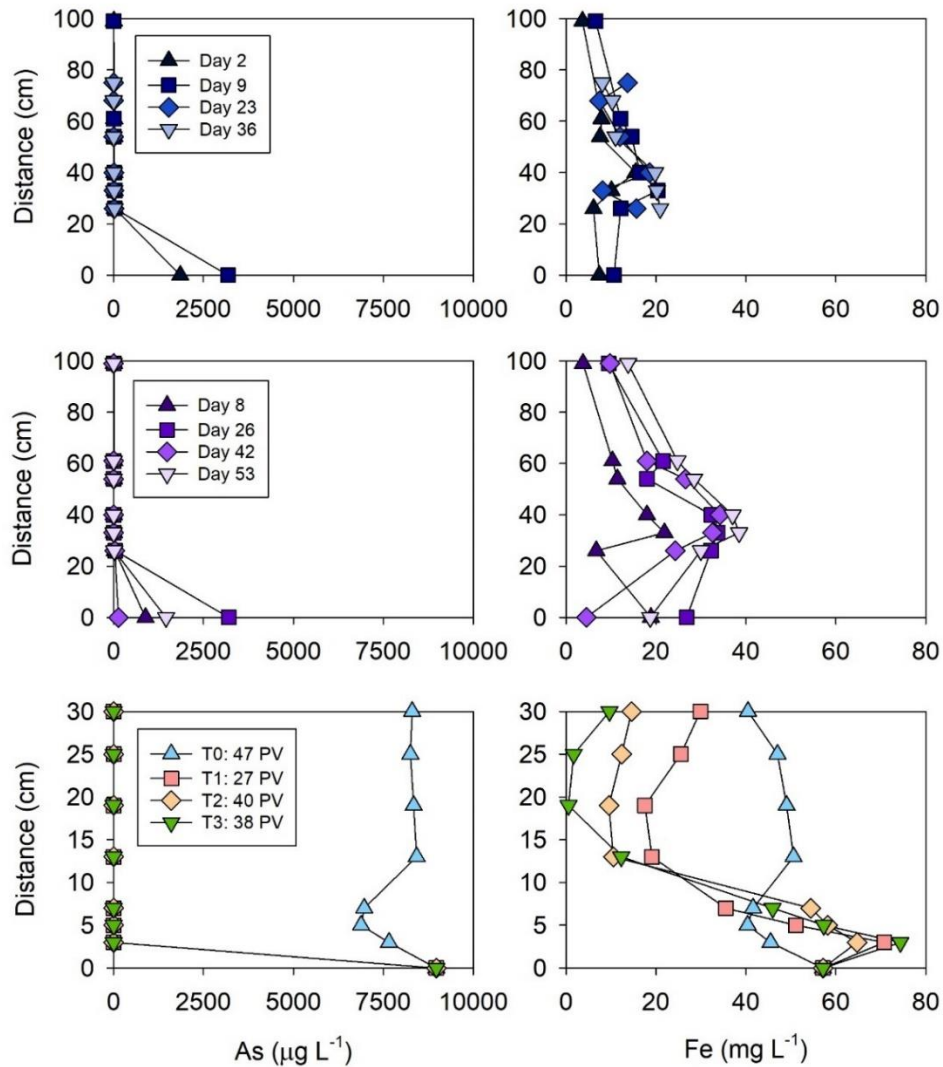 100
80
60
40
20
0
Distance (cm)
Day 2
Day 9
Day 23
Day 36
0 2500 5000 7500 10000
100
80
60
40
20
0
0 20 40 60 80
100
80
60
40
20
0
Distance (cm)
Day 8
Day 26
Day 42
Day 53
0 2500 5000 7500 10000
100
80
60
40
20
0
0 20 40 60 80
30
25
20
15
10
5
0
Distance (cm)
T0: 47 PV
T1: 27 PV
T2: 40 PV
T3: 38 PV
0 2500 5000 7500 10000
As (µg L⁻¹)
30
25
20
15
10
5
0
0 20 40 60 80
Fe (mg L⁻¹)